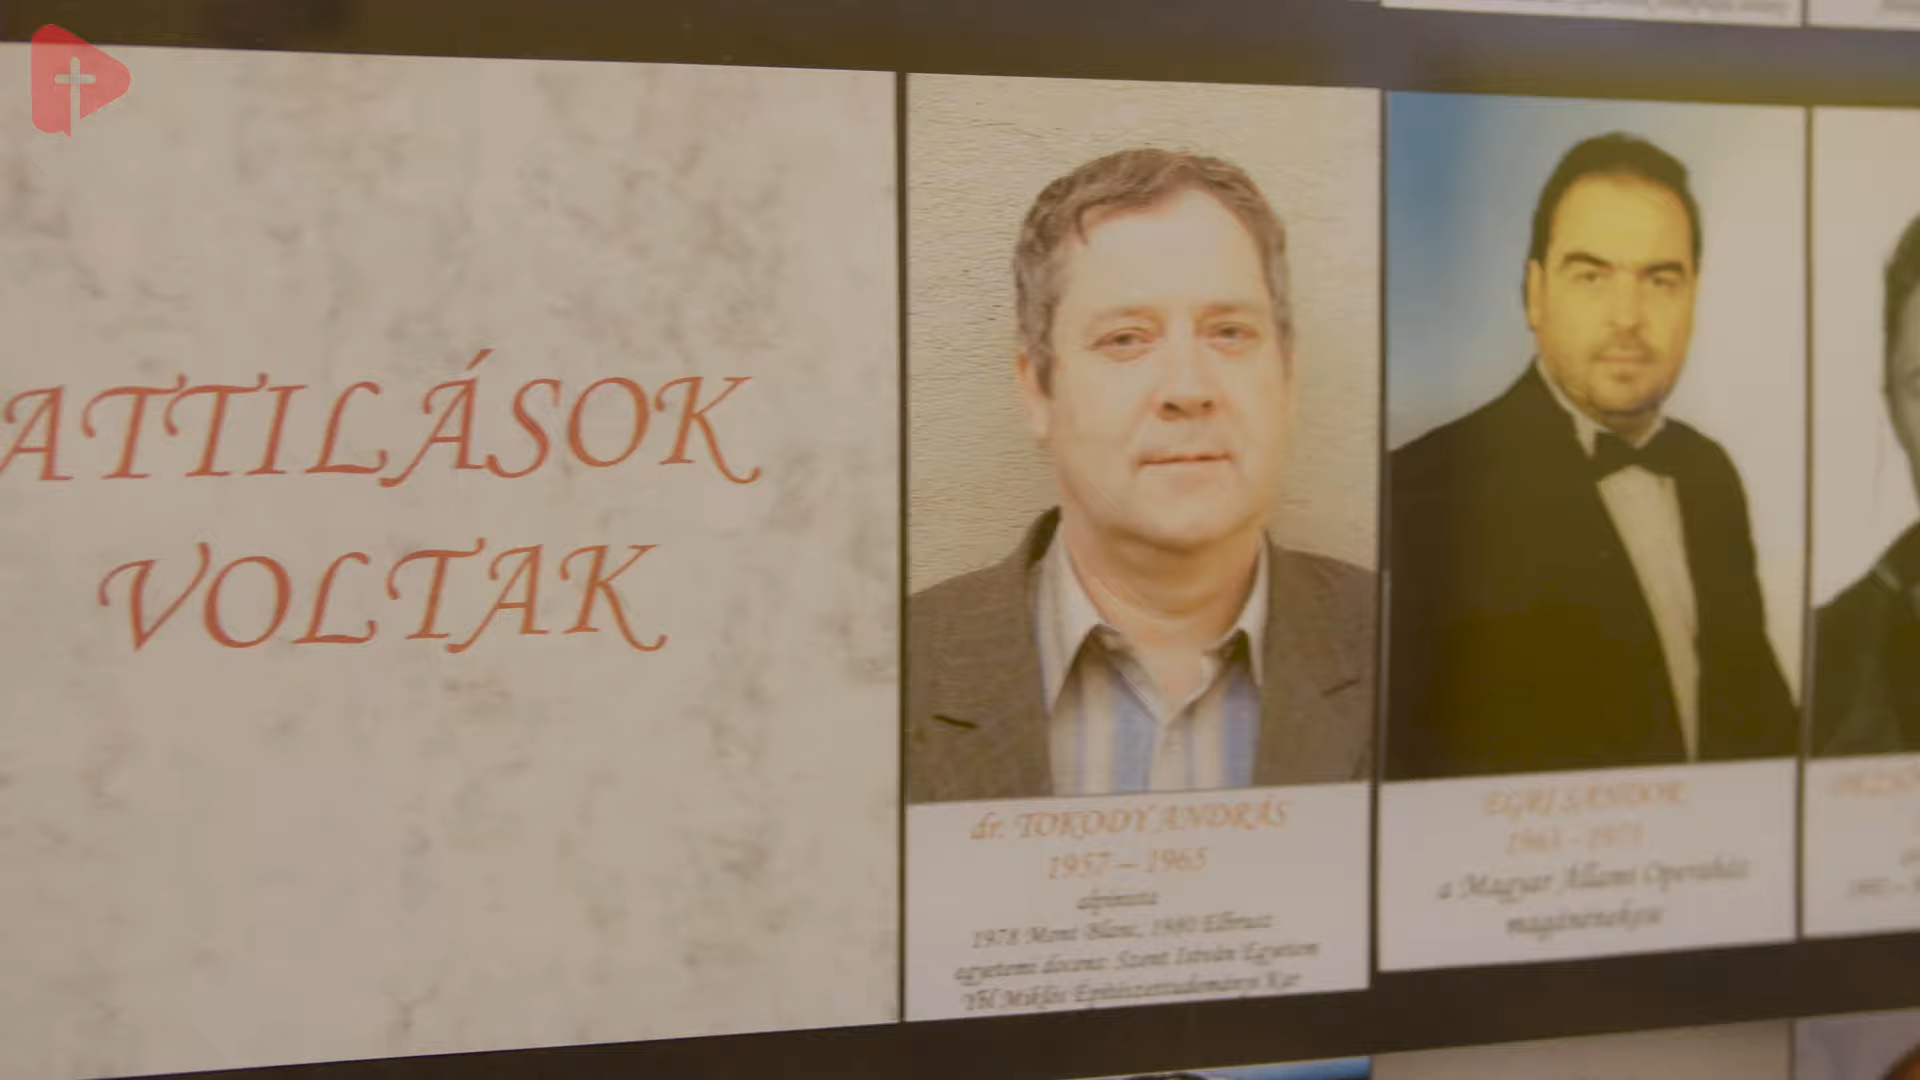 ATTILÁSOK
VOLTAK
dr. TOKODY ANDRÁS
1957 – 1965
alpinista
1978 Mont Blanc, 1980 Elbrusz
egyetemi docens: Szent István Egyetem
Ybl Miklós Építészettudományi Kar
EGRI SÁNDOR
1963 - 1971
a Magyar Állami Operaház
magánénekese